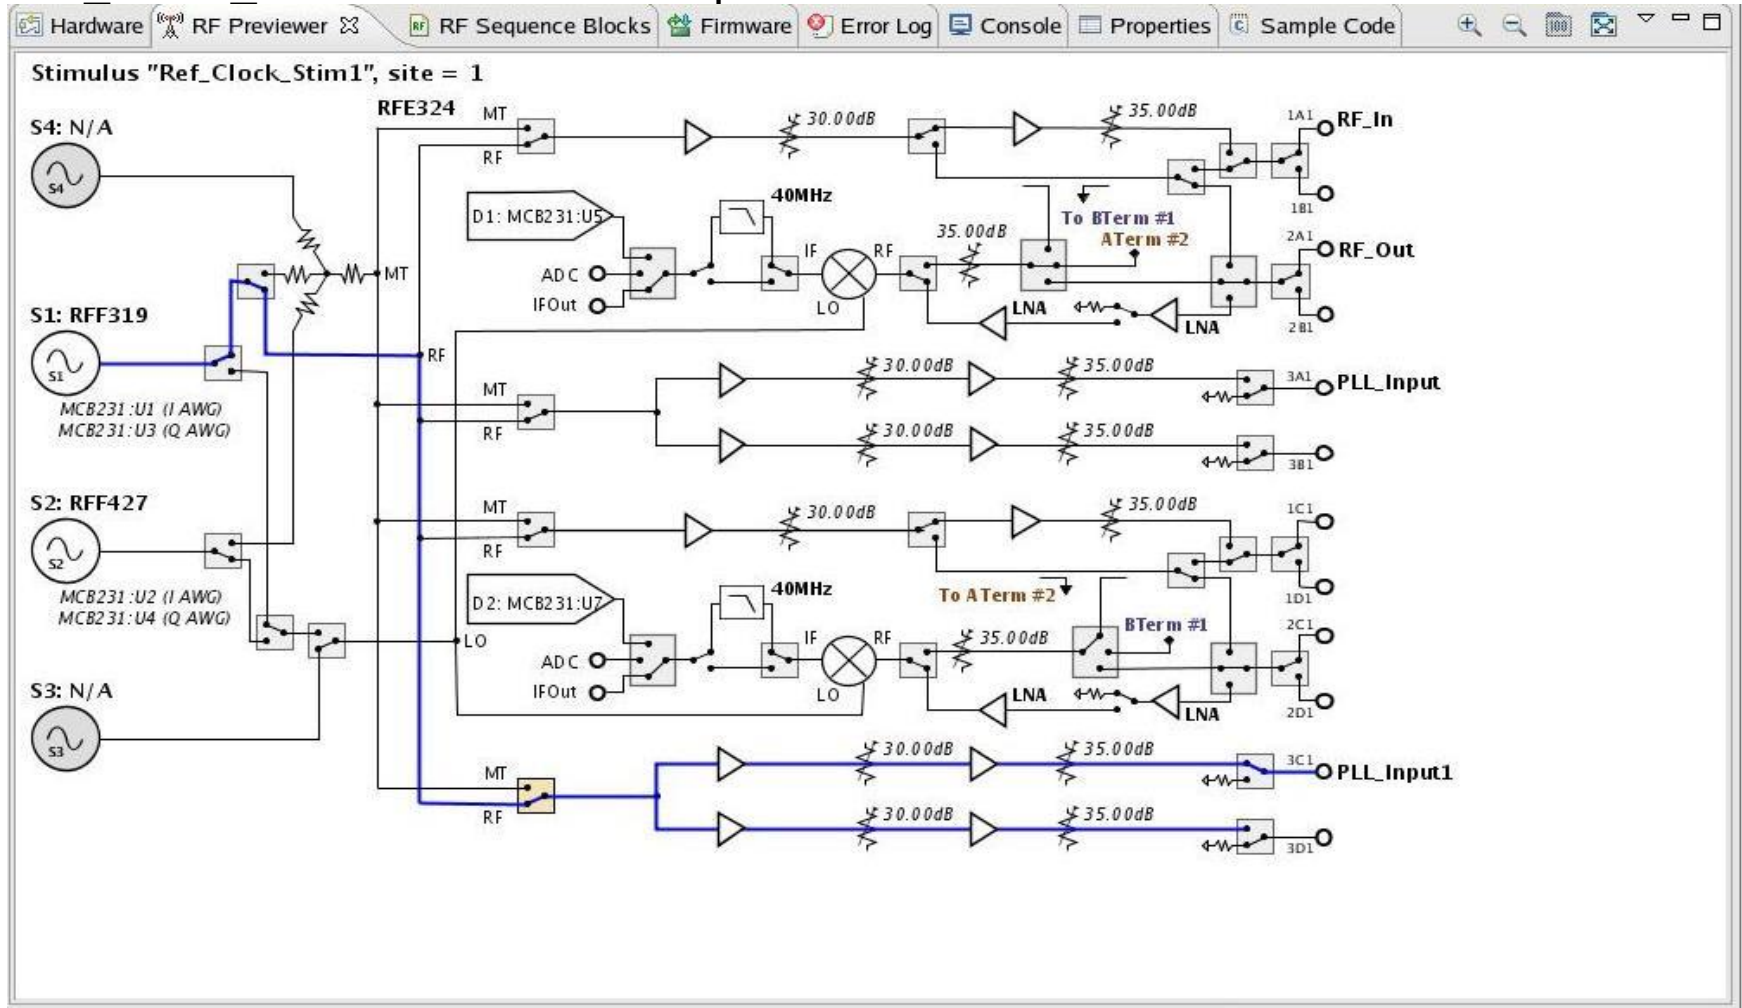 Hardware RF Previewer RF RF Sequence Blocks Firmware Error Log Console Properties C Sample Code 100
Stimulus "Ref_Clock_Stim1", site = 1
RFE324
S4: N/A
S4
MT
RF
30.00dB
35.00dB
1A1
RF_In
1B1
D1: MCB231:U5
40MHz
To BTerm #1
ATerm #2
35.00dB
2A1
RF_Out
MT
ADC
IFOut
IF
RF
LO
LNA
LNA
2B1
S1: RFF319
S1
RF
MCB231:U1 (I AWG)
MCB231:U3 (Q AWG)
MT
RF
30.00dB
35.00dB
3A1
PLL_Input
30.00dB
35.00dB
3B1
S2: RFF427
S2
MCB231:U2 (I AWG)
MCB231:U4 (Q AWG)
MT
RF
30.00dB
35.00dB
1C1
1D1
D2: MCB231:U7
40MHz
To ATerm #2
BTerm #1
35.00dB
2C1
LO
ADC
IFOut
IF
RF
LO
LNA
LNA
2D1
S3: N/A
S3
MT
RF
30.00dB
35.00dB
3C1
PLL_Input1
30.00dB
35.00dB
3D1